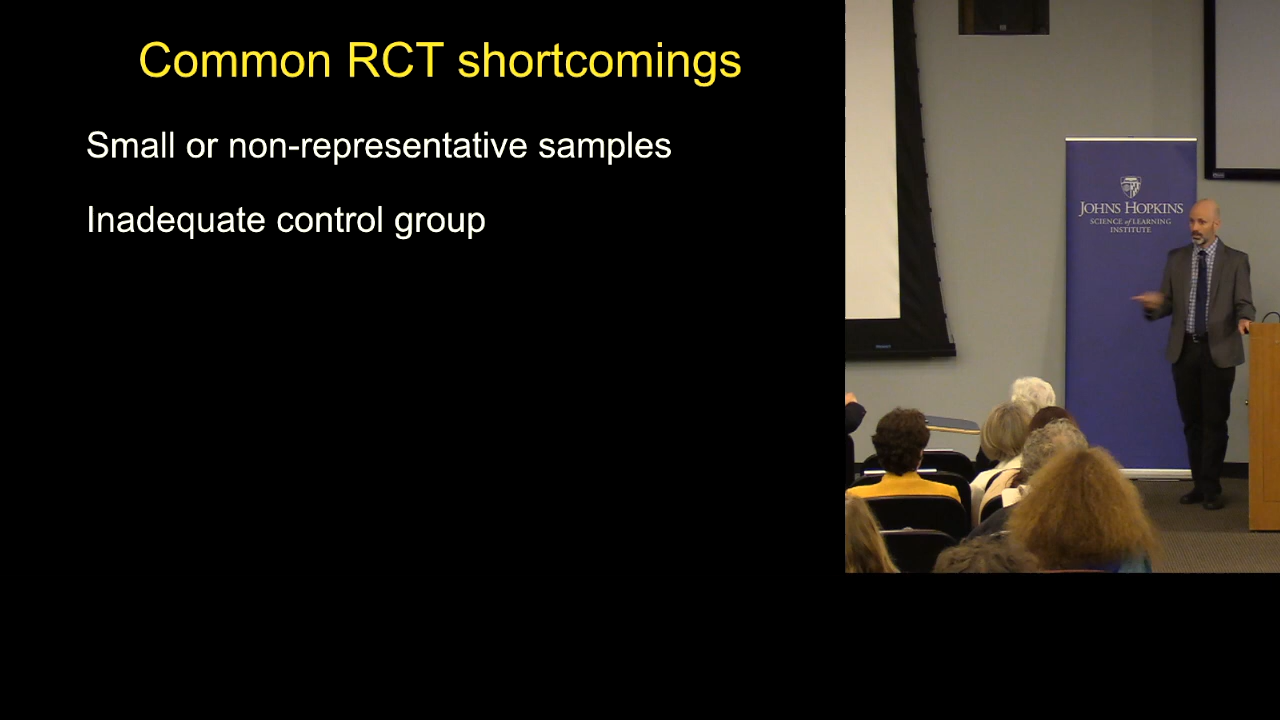 Common RCT shortcomings
Small or non-representative samples
Inadequate control group
JOHNS HOPKINS
SCIENCE of LEARNING
INSTITUTE